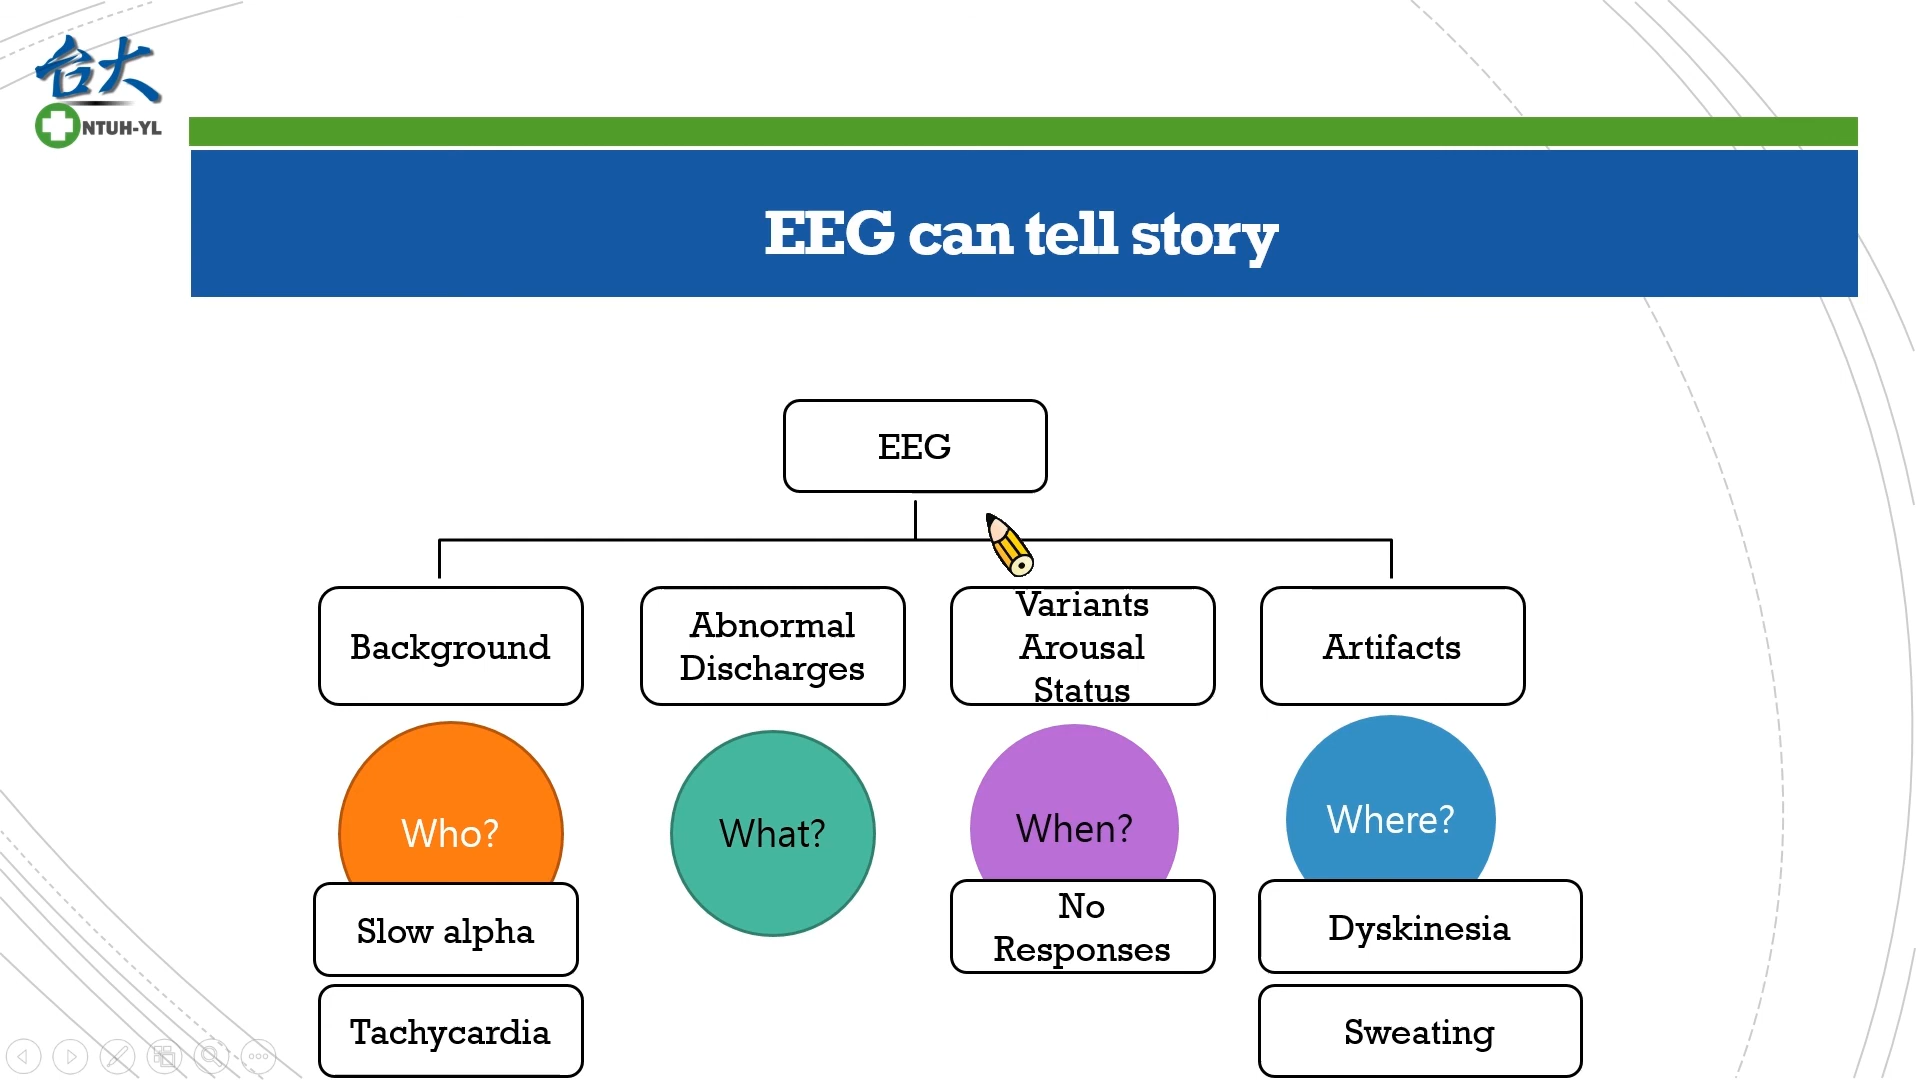 台大
NTUH-YL
EEG can tell story
EEG
Background
Abnormal
Discharges
Variants
Arousal
Status
Artifacts
Who?
What?
When?
Where?
Slow alpha
No
Responses
Dyskinesia
Tachycardia
Sweating